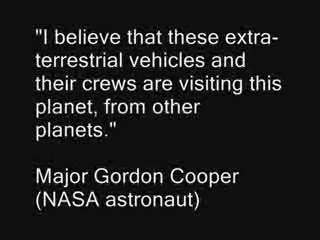 "I believe that these extra-
terrestrial vehicles and
their crews are visiting this
planet, from other
planets."
Major Gordon Cooper
(NASA astronaut)